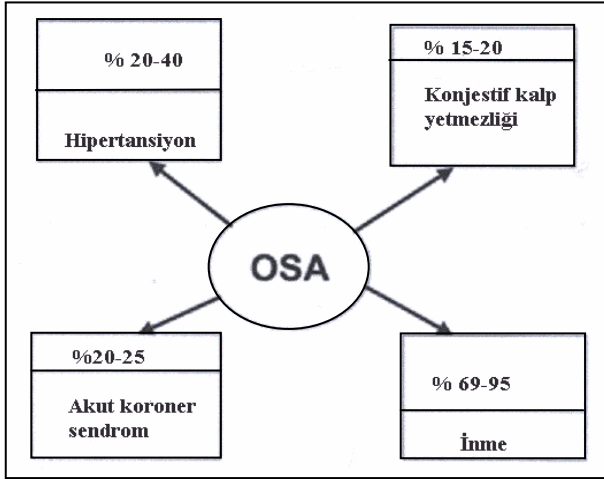 % 20-40
Hipertansiyon
% 15-20
Konjestif kalp
yetmezliği
OSA
%20-25
Akut koroner
sendrom
% 69-95
İnme